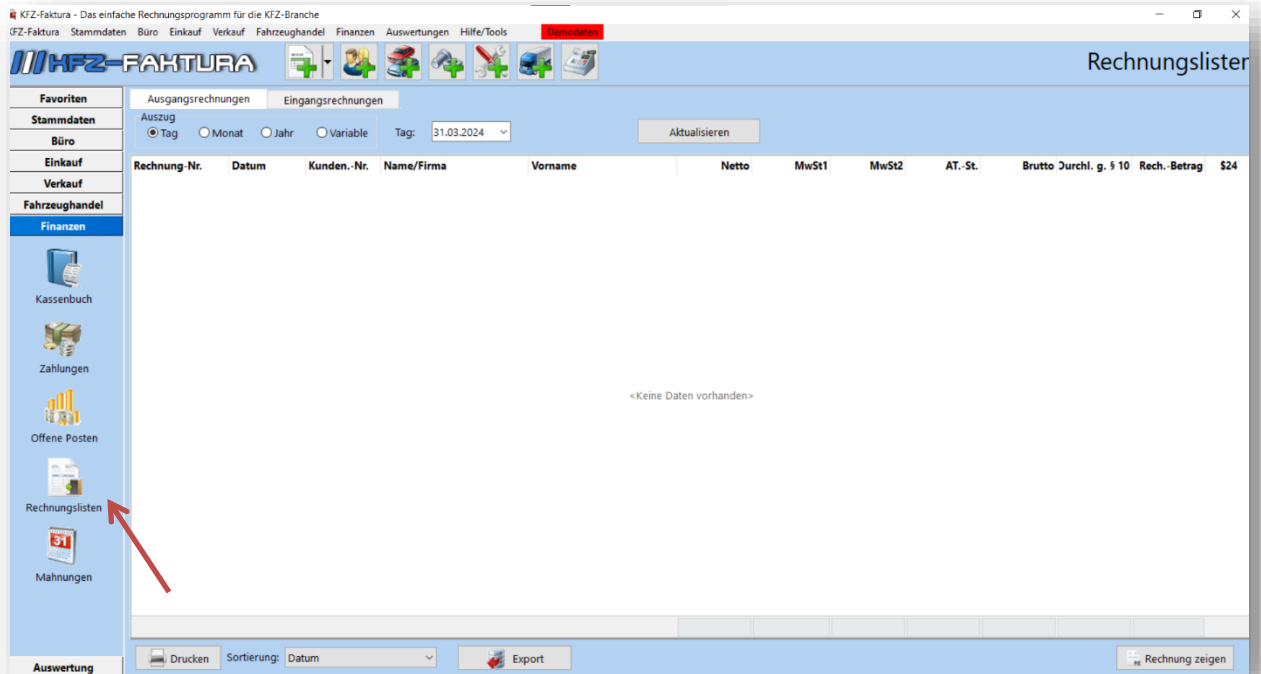 KFZ-Faktura - Das einfache Rechnungsprogramm für die KFZ-Branche
KFZ-Faktura Stammdaten Büro Einkauf Verkauf Fahrzeughandel Finanzen Auswertungen Hilfe/Tools Demodaten
KFZ-FAKTURA
Rechnungslisten
Favoriten
Stammdaten
Büro
Einkauf
Verkauf
Fahrzeughandel
Finanzen
Kassenbuch
Zahlungen
Offene Posten
Rechnungslisten
31
Mahnungen
Auswertung
Ausgangsrechnungen Eingangsrechnungen
Auszug
Tag Monat Jahr Variable Tag: 31.03.2024 Aktualisieren
Rechnung-Nr. Datum Kunden.-Nr. Name/Firma Vorname Netto MwSt1 MwSt2 AT.-St. Brutto Durchl. g. § 10 Rech.-Betrag $24
<Keine Daten vorhanden>
Drucken Sortierung: Datum Export Rechnung zeigen